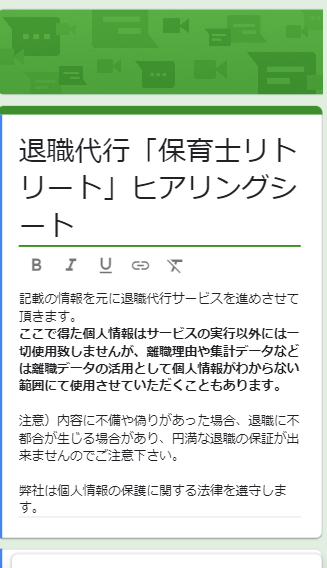 退職代行「保育士リト
リート」ヒアリングシ
ート
B I U
記載の情報を元に退職代行サービスを進めさせて
頂きます。
ここで得た個人情報はサービスの実行以外には一
切使用致しませんが、離職理由や集計データなど
は離職データの活用として個人情報がわからない
範囲にて使用させていただくこともあります。
注意）内容に不備や偽りがあった場合、退職に不
都合が生じる場合があり、円満な退職の保証が出
来ませんのでご注意下さい。
弊社は個人情報の保護に関する法律を遵守しま
す。